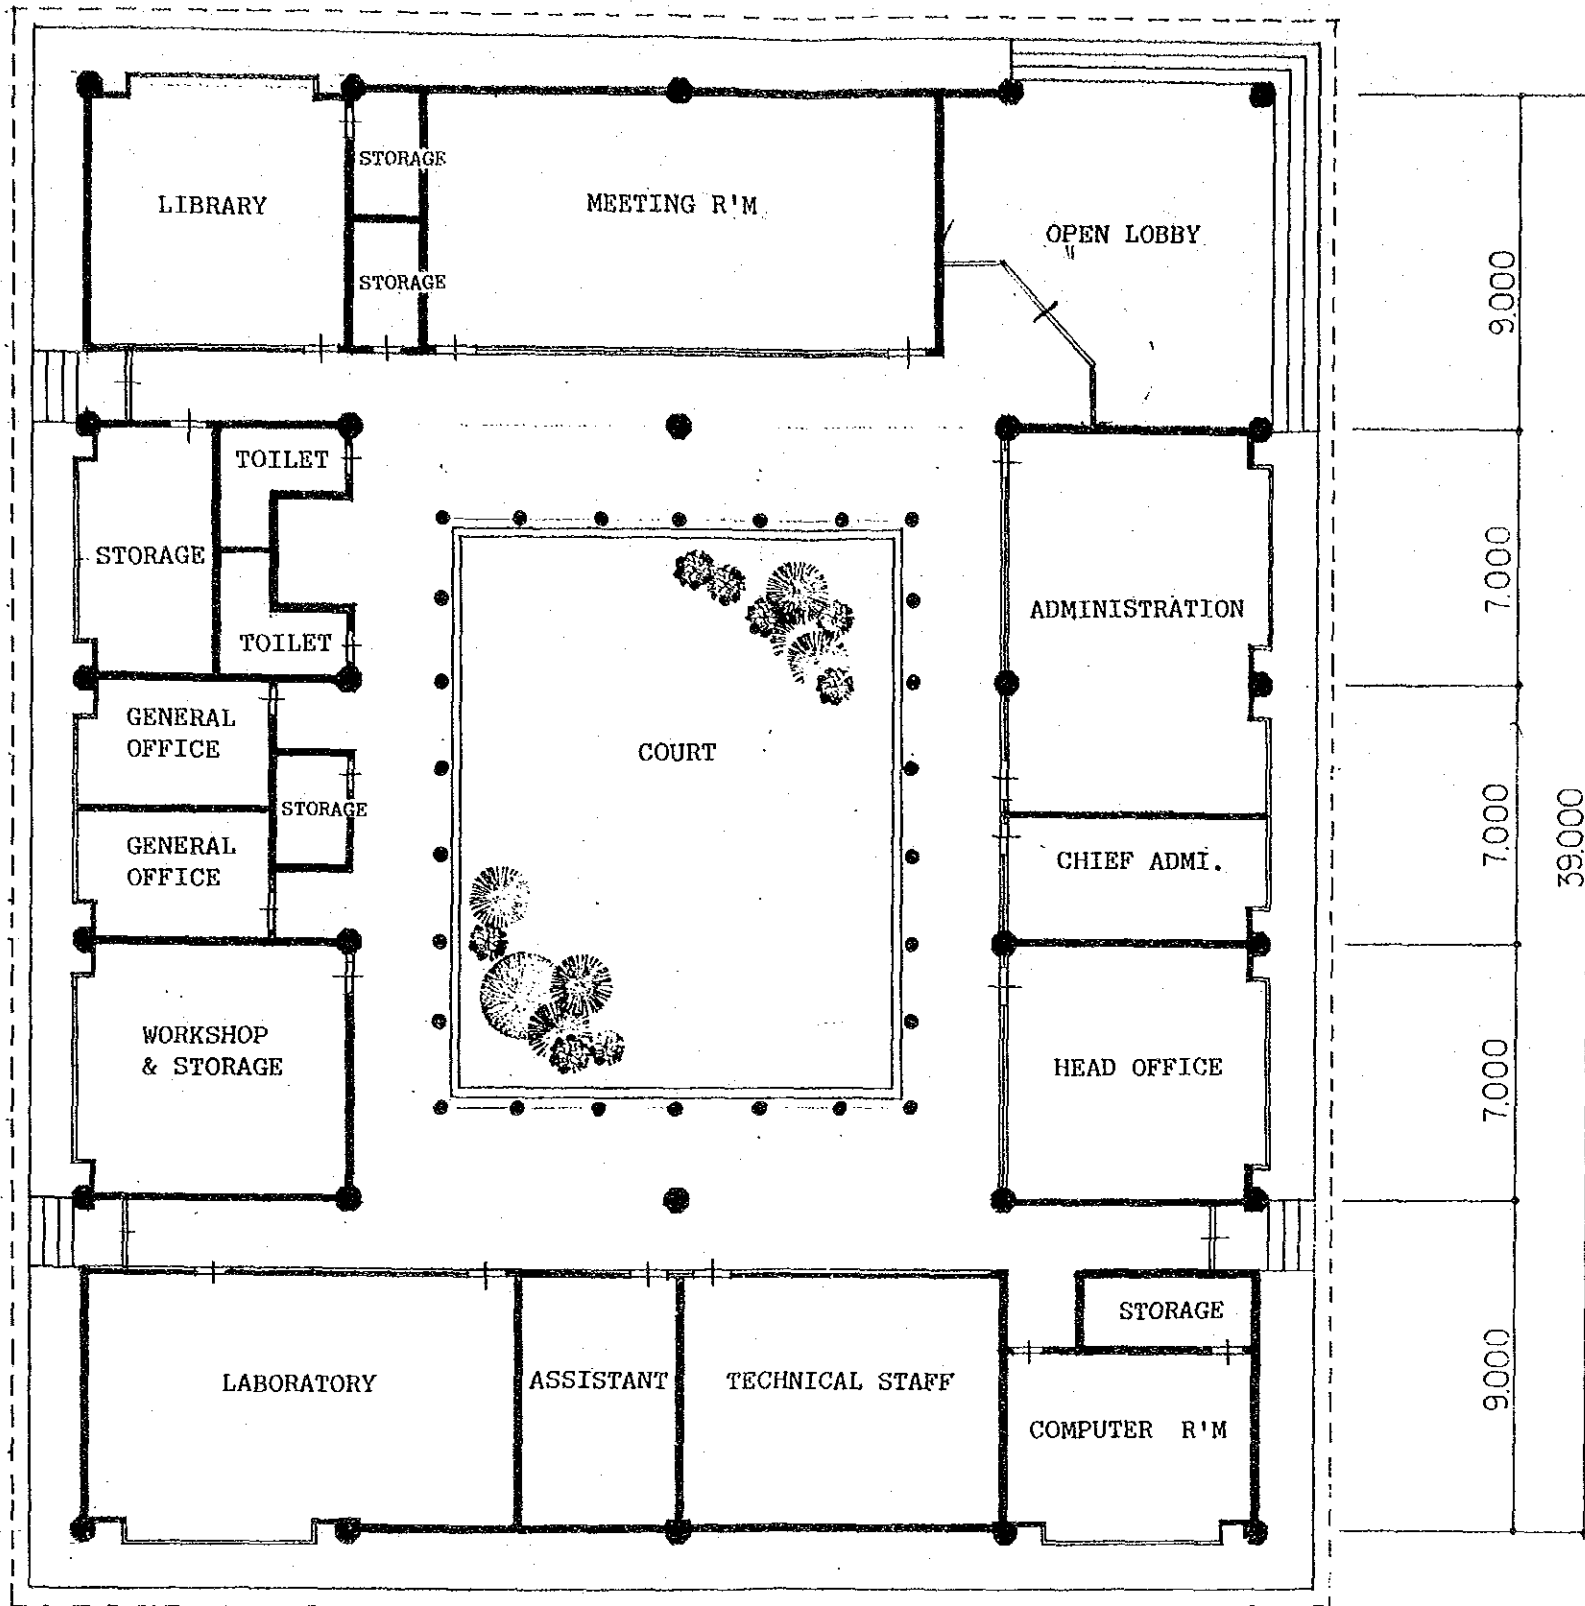 STORAGE
LIBRARY
MEETING R'M
OPEN LOBBY
STORAGE
9.000
TOILET
STORAGE
7.000
ADMINISTRATION
TOILET
GENERAL
OFFICE
COURT
STORAGE
7.000
39.000
GENERAL
OFFICE
CHIEF ADMI.
WORKSHOP
& STORAGE
HEAD OFFICE
7.000
STORAGE
LABORATORY
ASSISTANT
TECHNICAL STAFF
9.000
COMPUTER R'M